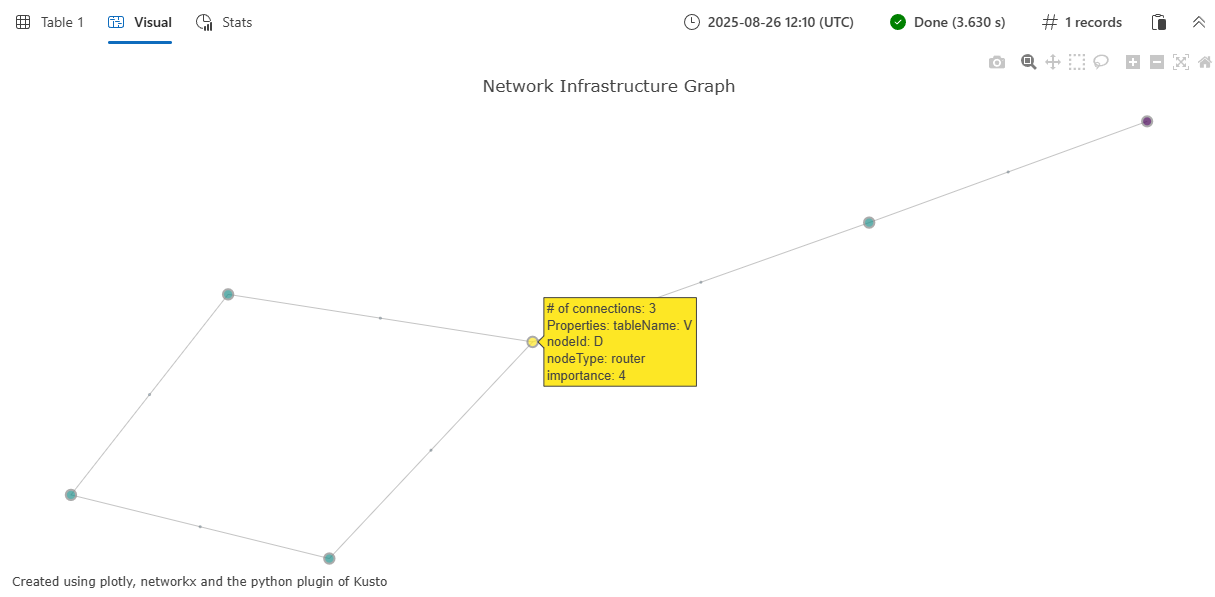 Table 1 Visual Stats 2025-08-26 12:10 (UTC) Done (3.630 s) 1 records
Network Infrastructure Graph
# of connections: 3
Properties: tableName: V
nodeId: D
nodeType: router
importance: 4
Created using plotly, networkx and the python plugin of Kusto